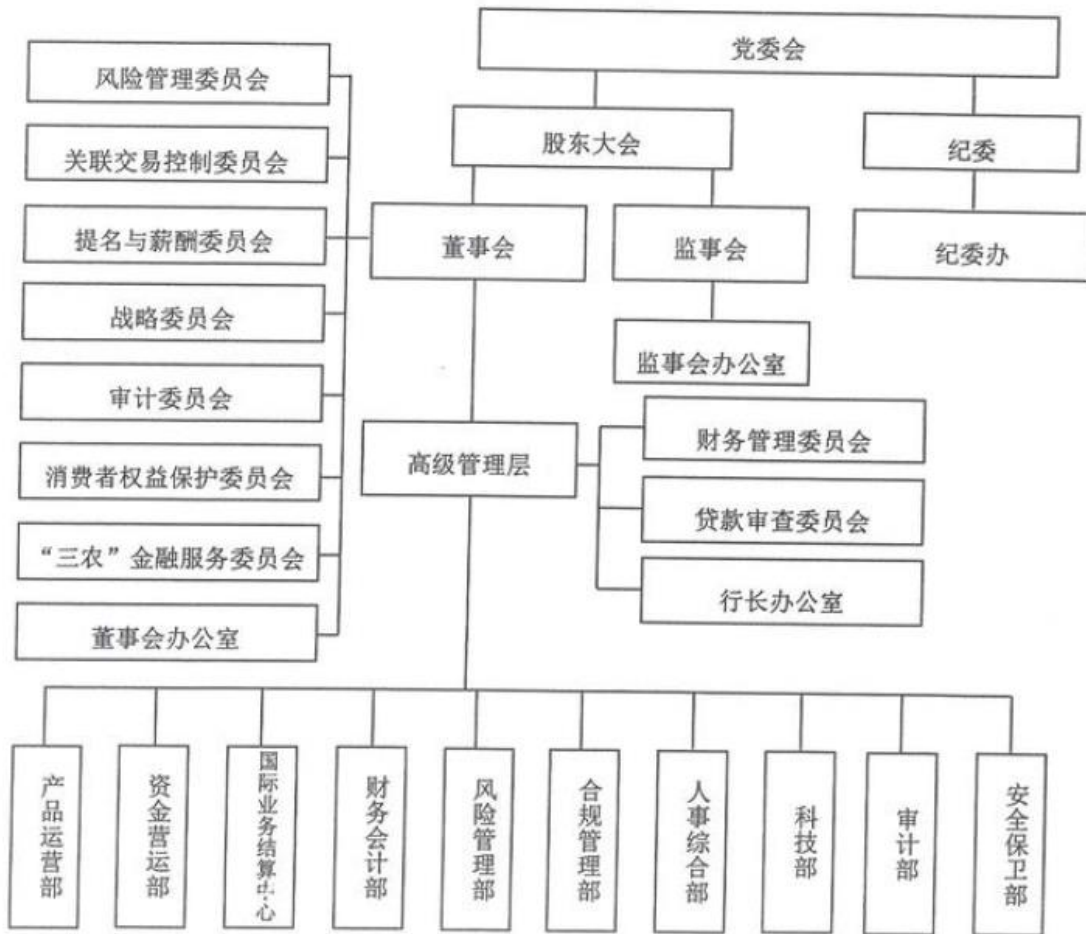 党委会
风险管理委员会
股东大会
纪委
关联交易控制委员会
提名与薪酬委员会
董事会
监事会
纪委办
战略委员会
监事会办公室
审计委员会
财务管理委员会
高级管理层
消费者权益保护委员会
贷款审查委员会
“三农”金融服务委员会
行长办公室
董事会办公室
产品运营部
资金营运部
国际业务结算中心
财务会计部
风险管理部
合规管理部
人事综合部
科技部
审计部
安全保卫部